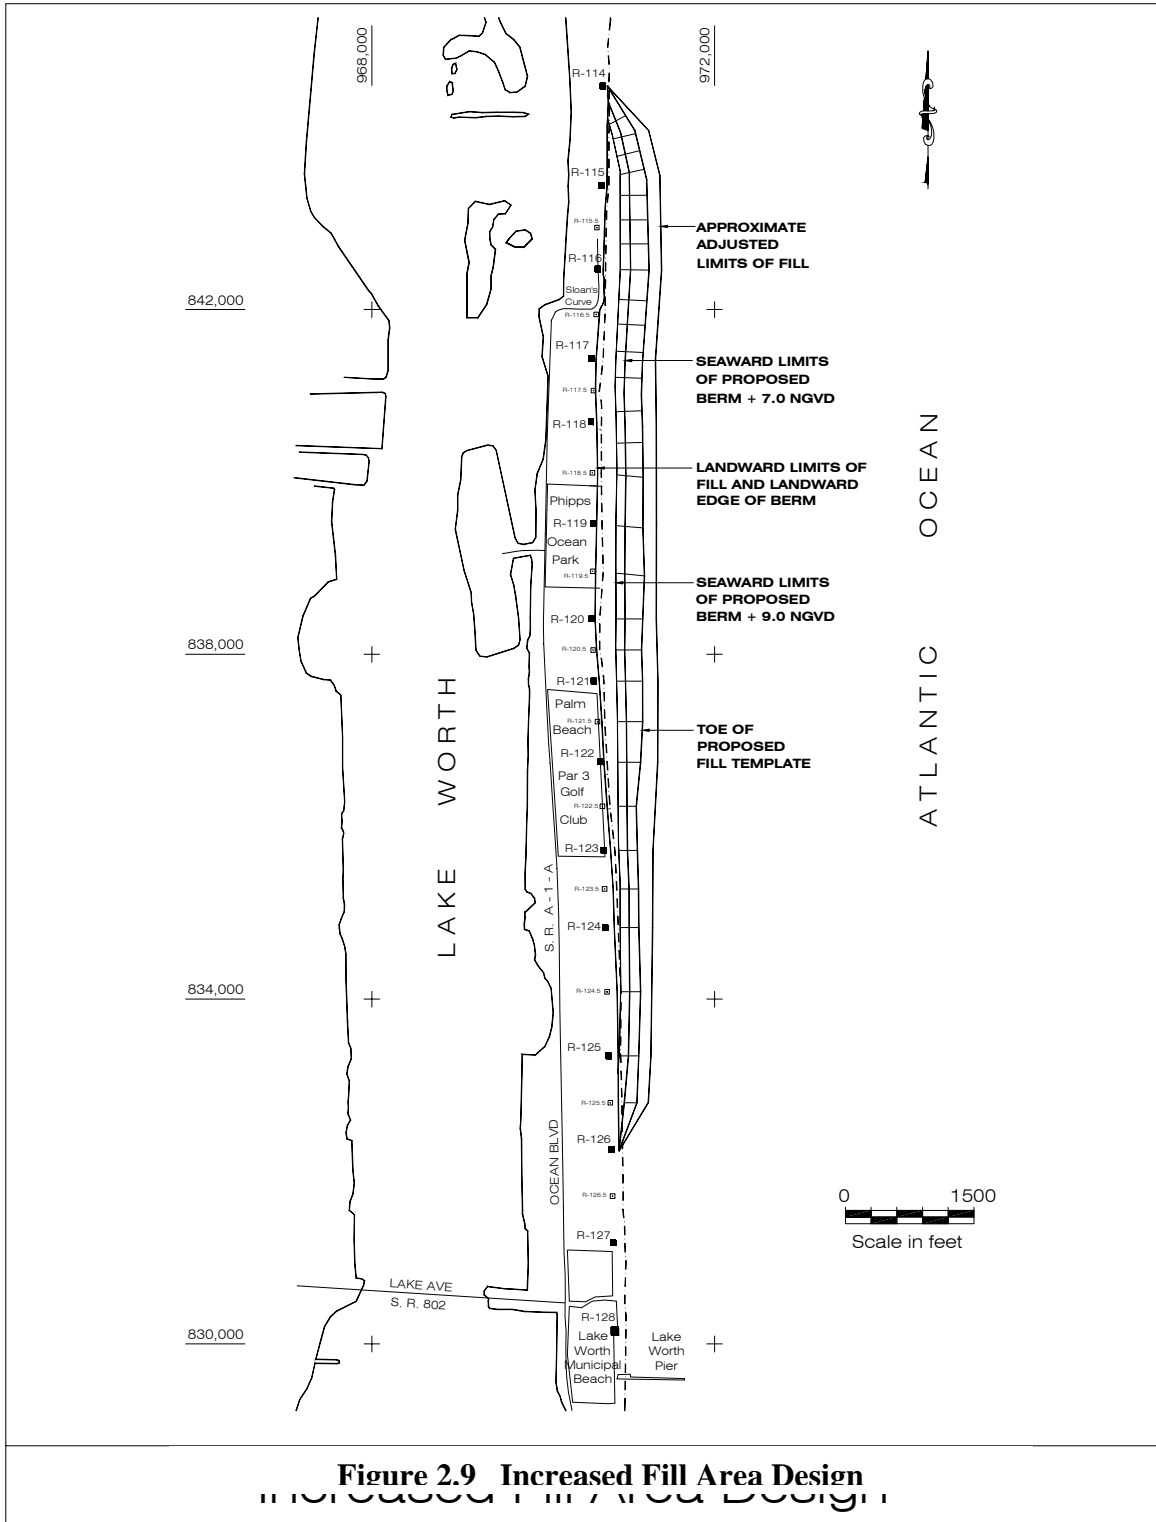 968,000
972,000
R-114
R-115
R-115.5
R-116
Sloan's
Curve
R-116.5
842,000
R-117
R-117.5
R-118
R-118.5
Phipps
R-119
Ocean
Park
R-119.5
R-120
R-120.5
838,000
R-121
Palm
R-121.5
Beach
R-122
Par 3
Golf
R-122.5
Club
R-123
R-123.5
R-124
R-124.5
834,000
R-125
R-125.5
R-126
R-126.5
R-127
R-128
830,000
APPROXIMATE
ADJUSTED
LIMITS OF FILL
SEAWARD LIMITS
OF PROPOSED
BERM + 7.0 NGVD
LANDWARD LIMITS OF
FILL AND LANDWARD
EDGE OF BERM
SEAWARD LIMITS
OF PROPOSED
BERM + 9.0 NGVD
TOE OF
PROPOSED
FILL TEMPLATE
LAKE WORTH
S. R. A-1-A
OCEAN BLVD
ATLANTIC OCEAN
LAKE AVE
S. R. 802
Lake
Worth
Municipal
Beach
Lake
Worth
Pier
0 1500
Scale in feet
Figure 2.9 Increased Fill Area Design
Increased Fill Area Design